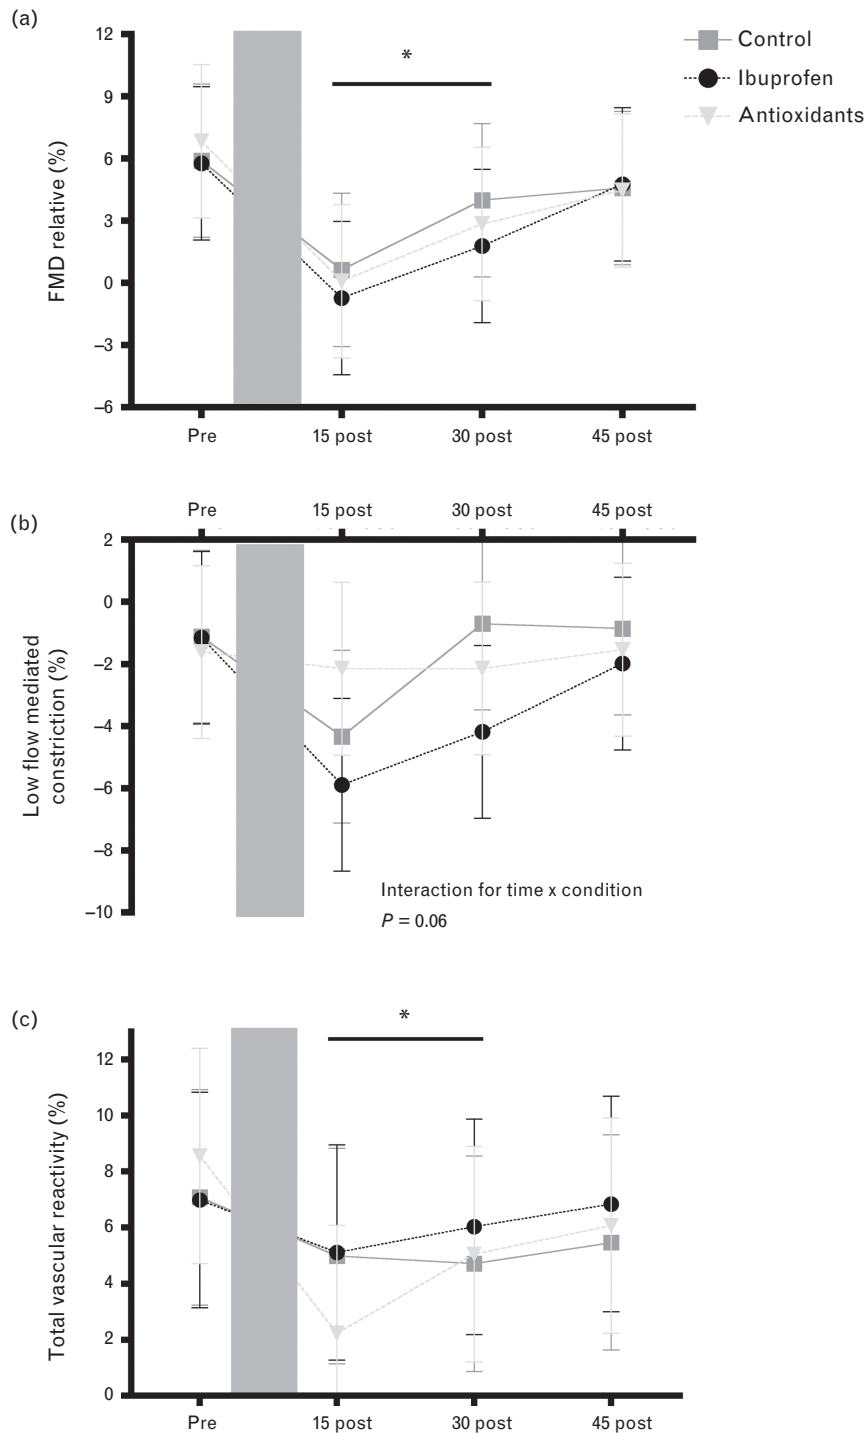 (a)
12
9
6
3
0
–3
–6
FMD relative (%)
*
Control
Ibuprofen
Antioxidants
Pre
15 post
30 post
45 post
(b)
Pre
15 post
30 post
45 post
2
0
–2
–4
–6
–8
–10
Low flow mediated
constriction (%)
Interaction for time x condition
P = 0.06
(c)
*
12
10
8
6
4
2
0
Total vascular reactivity (%)
Pre
15 post
30 post
45 post